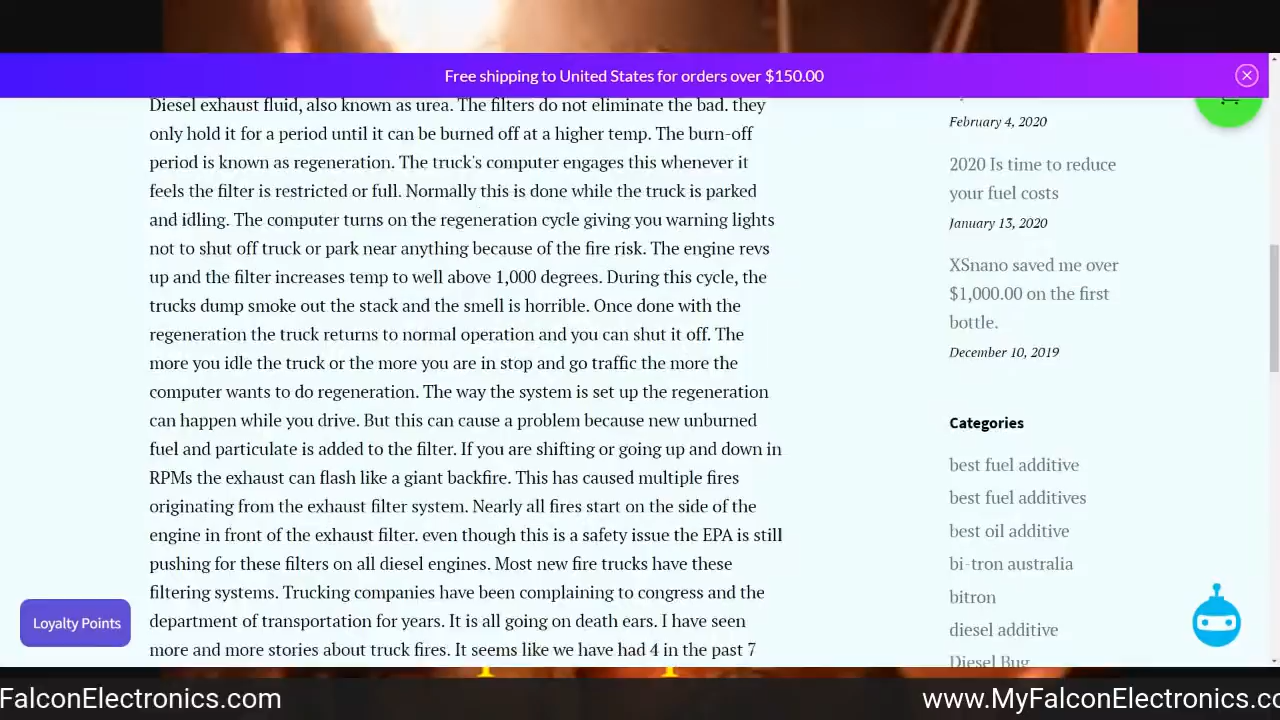 Free shipping to United States for orders over $150.00
Diesel exhaust fluid, also known as urea. The filters do not eliminate the bad. they
only hold it for a period until it can be burned off at a higher temp. The burn-off
period is known as regeneration. The truck's computer engages this whenever it
feels the filter is restricted or full. Normally this is done while the truck is parked
and idling. The computer turns on the regeneration cycle giving you warning lights
not to shut off truck or park near anything because of the fire risk. The engine revs
up and the filter increases temp to well above 1,000 degrees. During this cycle, the
trucks dump smoke out the stack and the smell is horrible. Once done with the
regeneration the truck returns to normal operation and you can shut it off. The
more you idle the truck or the more you are in stop and go traffic the more the
computer wants to do regeneration. The way the system is set up the regeneration
can happen while you drive. But this can cause a problem because new unburned
fuel and particulate is added to the filter. If you are shifting or going up and down in
RPMs the exhaust can flash like a giant backfire. This has caused multiple fires
originating from the exhaust filter system. Nearly all fires start on the side of the
engine in front of the exhaust filter. even though this is a safety issue the EPA is still
pushing for these filters on all diesel engines. Most new fire trucks have these
filtering systems. Trucking companies have been complaining to congress and the
department of transportation for years. It is all going on death ears. I have seen
more and more stories about truck fires. It seems like we have had 4 in the past 7
February 4, 2020
2020 Is time to reduce
your fuel costs
January 13, 2020
XSnano saved me over
$1,000.00 on the first
bottle.
December 10, 2019
Categories
best fuel additive
best fuel additives
best oil additive
bi-tron australia
bitron
diesel additive
Diesel Bug
Loyalty Points
FalconElectronics.com
www.MyFalconElectronics.co